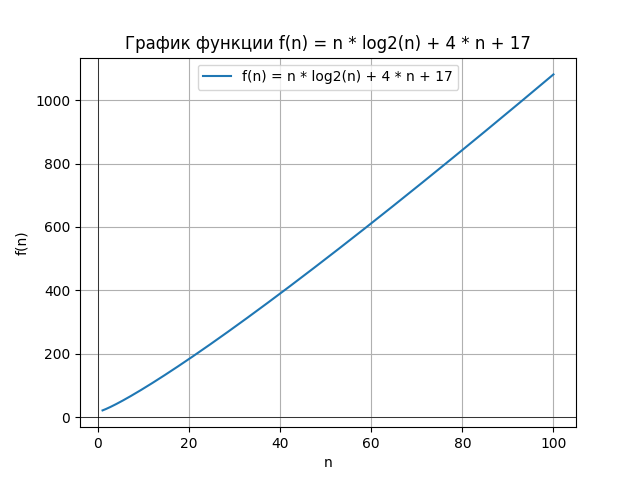 График функции f(n) = n * log2(n) + 4 * n + 17
f(n) = n * log2(n) + 4 * n + 17
1000
800
600
400
200
0
f(n)
0 20 40 60 80 100
n